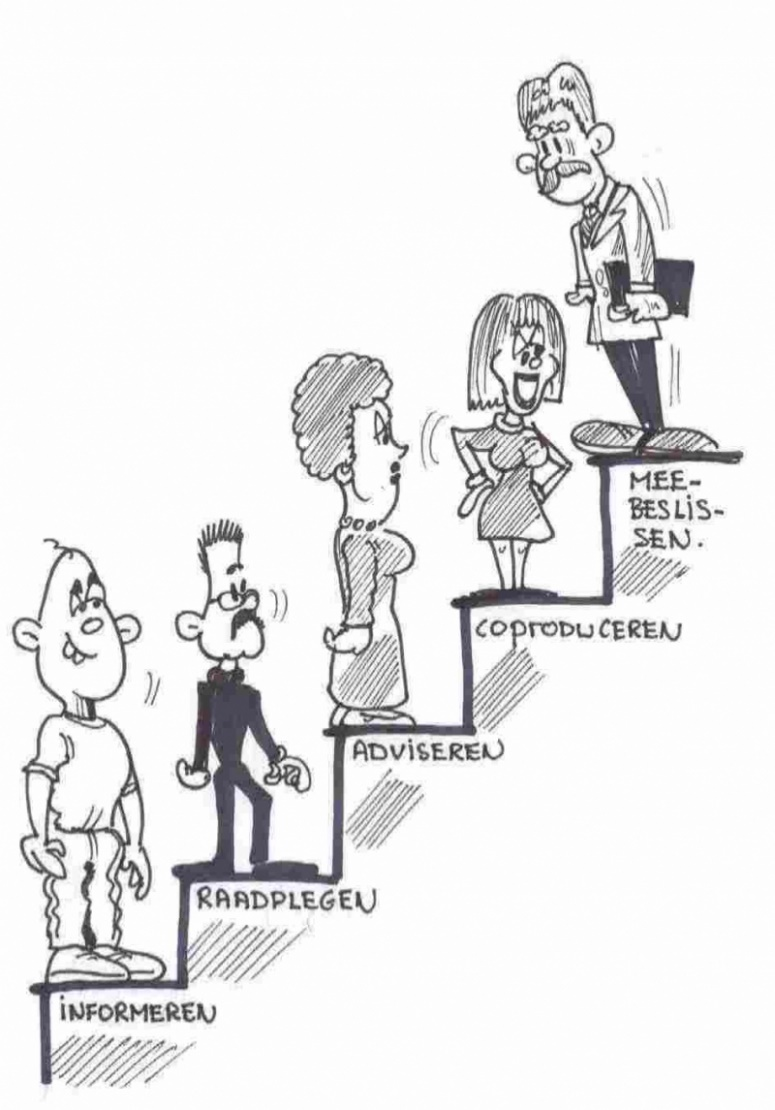 MEE-
BESLIS-
SEN.
COPRODUCEREN
ADVISEREN
RAADPLEGEN
INFORMEREN